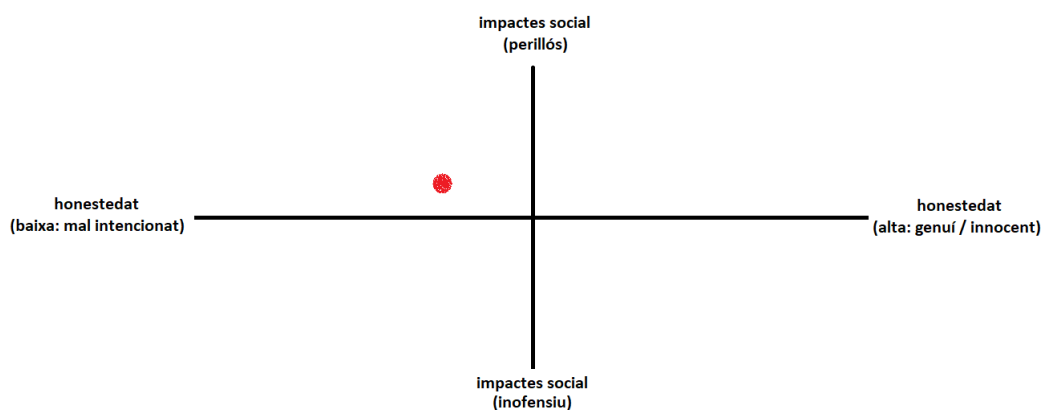 impactes social
(perillós)
honestedat
(baixa: mal intencionat)
honestedat
(alta: genuí / innocent)
impactes social
(inofensiu)